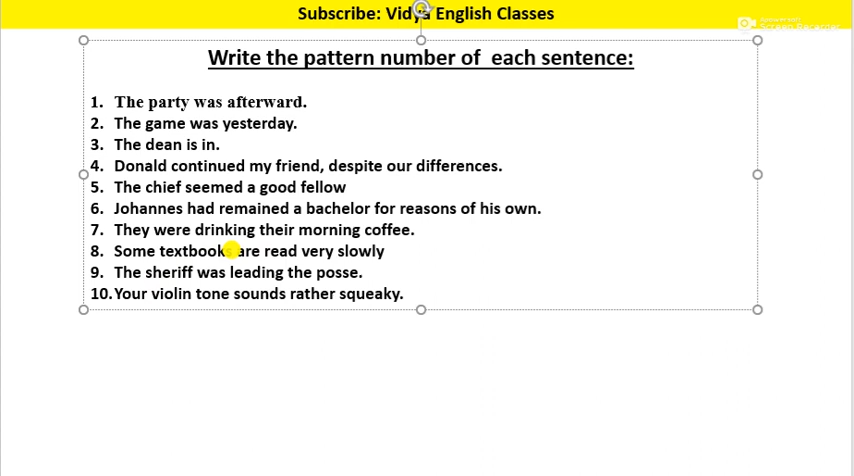 Subscribe: Vidya English Classes
Screen Recorder
Write the pattern number of each sentence:
1. The party was afterward.
2. The game was yesterday.
3. The dean is in.
4. Donald continued my friend, despite our differences.
5. The chief seemed a good fellow
6. Johannes had remained a bachelor for reasons of his own.
7. They were drinking their morning coffee.
8. Some textbooks are read very slowly
9. The sheriff was leading the posse.
10. Your violin tone sounds rather squeaky.